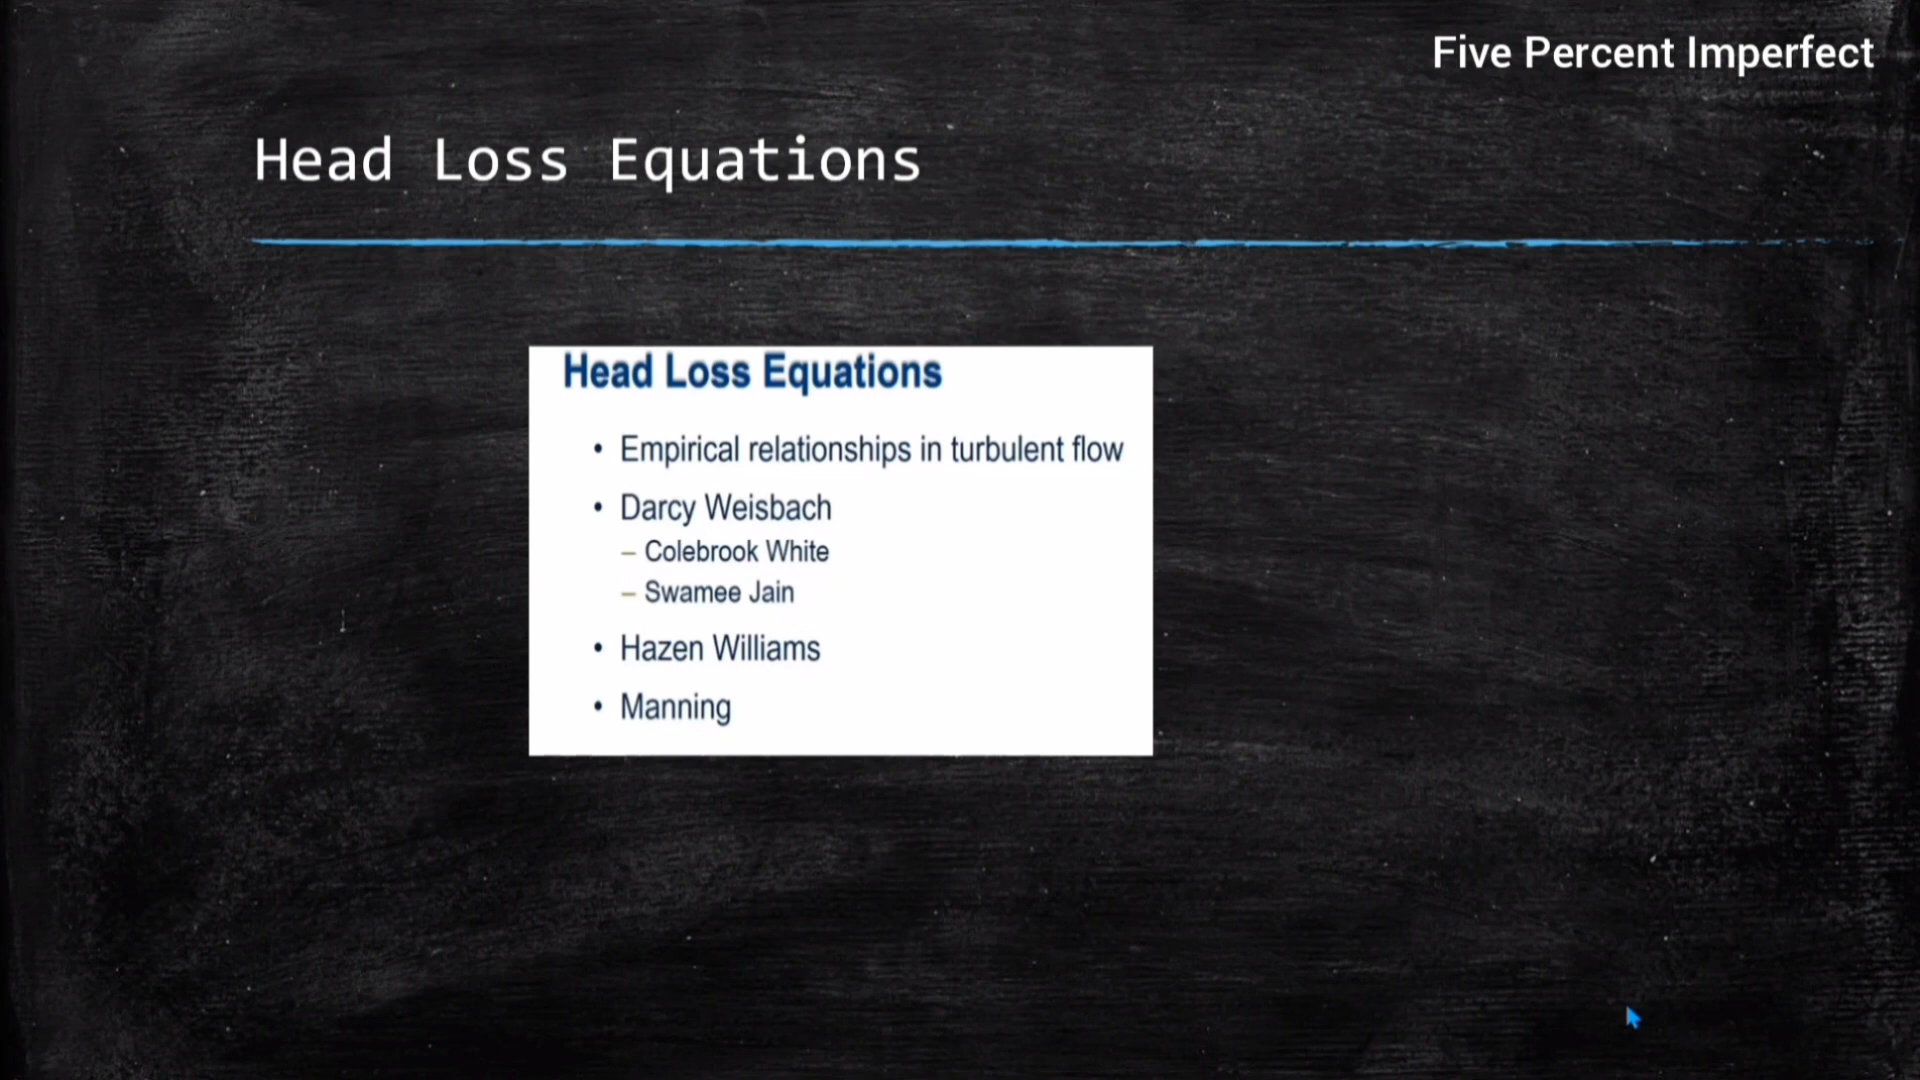 Five Percent Imperfect
Head Loss Equations
Head Loss Equations
• Empirical relationships in turbulent flow
• Darcy Weisbach
– Colebrook White
– Swamee Jain
• Hazen Williams
• Manning